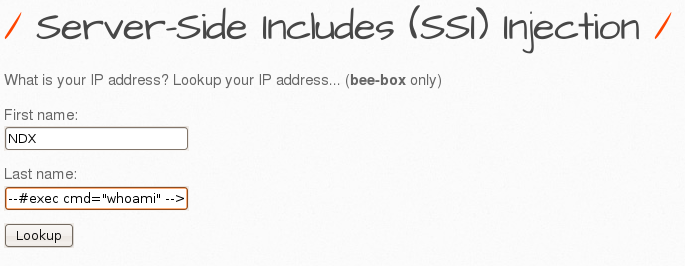 / Server-Side Includes (SSI) Injection /
What is your IP address? Lookup your IP address... (bee-box only)
First name:
NDX
Last name:
--#exec cmd="whoami" -->
Lookup